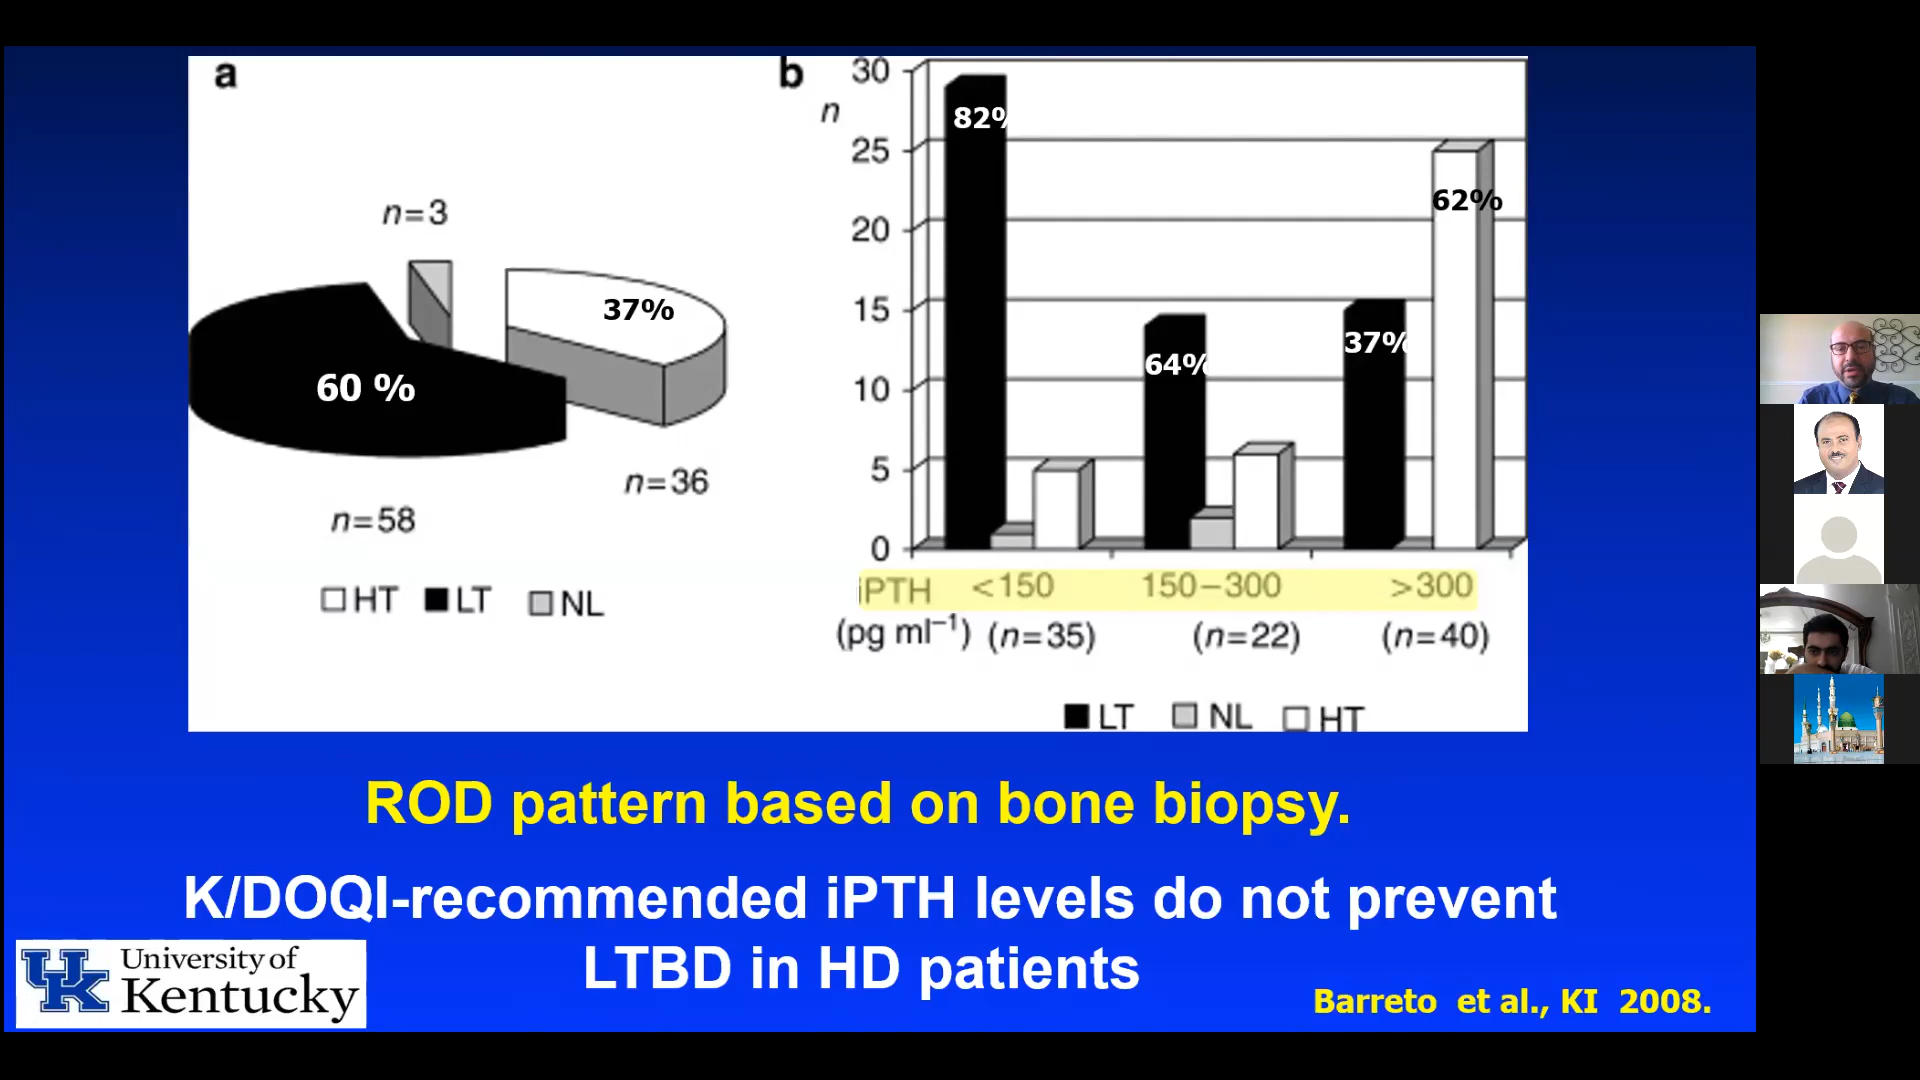 a
n=3
37%
60 %
n=36
n=58
HT LT NL
b
n
30
25
20
15
10
5
0
82%
64%
37%
62%
iPTH <150 150–300 >300
(pg ml⁻¹) (n=35) (n=22) (n=40)
LT NL HT
ROD pattern based on bone biopsy.
K/DOQI-recommended iPTH levels do not prevent
LTBD in HD patients
University of
Kentucky
UK
Barreto et al., KI 2008.